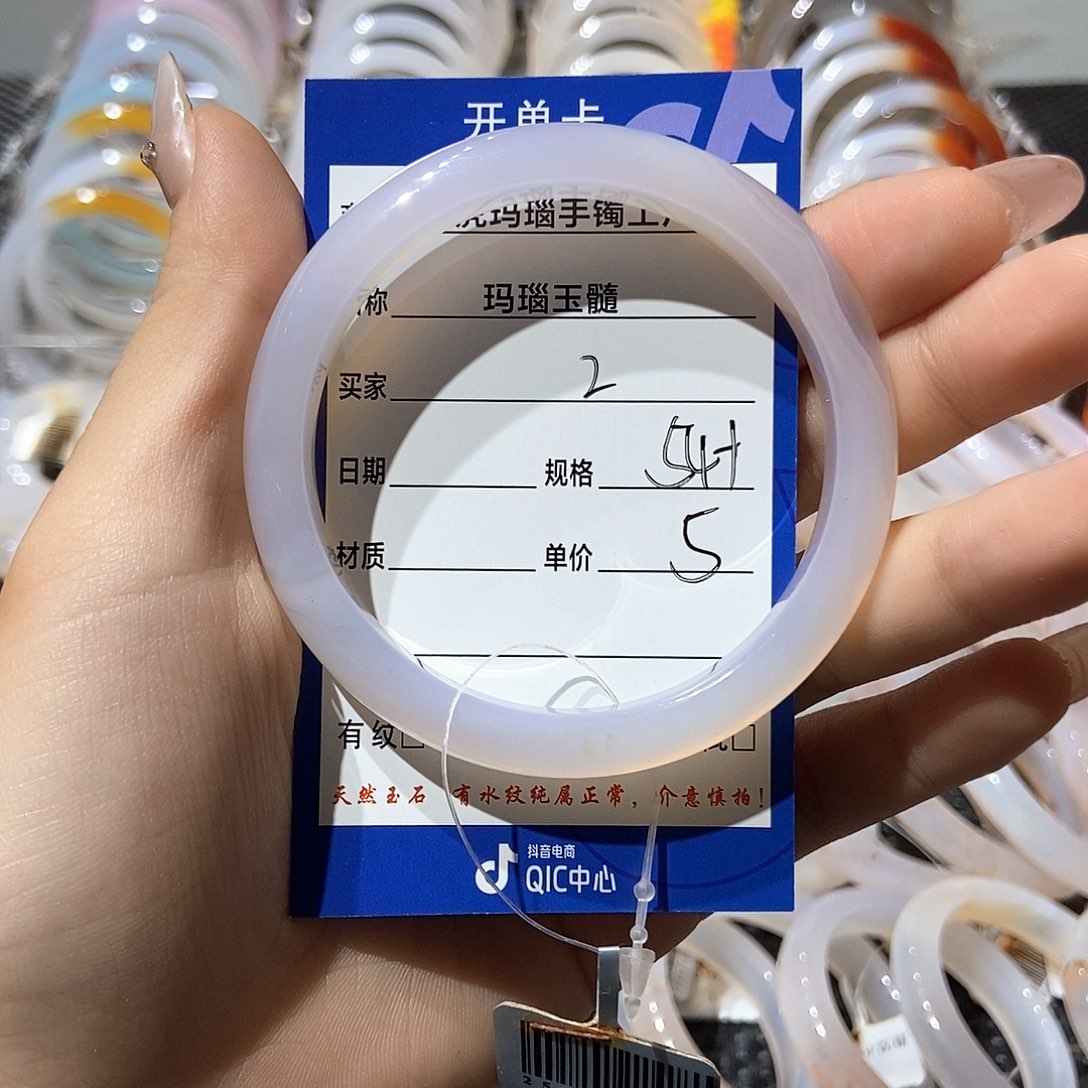 开单卡
玛瑙手镯工厂
称 玛瑙玉髓
买家 2
日期 规格 54H
材质 单价 5
有纹□ □
天然玉石 有水纹纯属正常，介意慎拍！
抖音电商
QIC中心